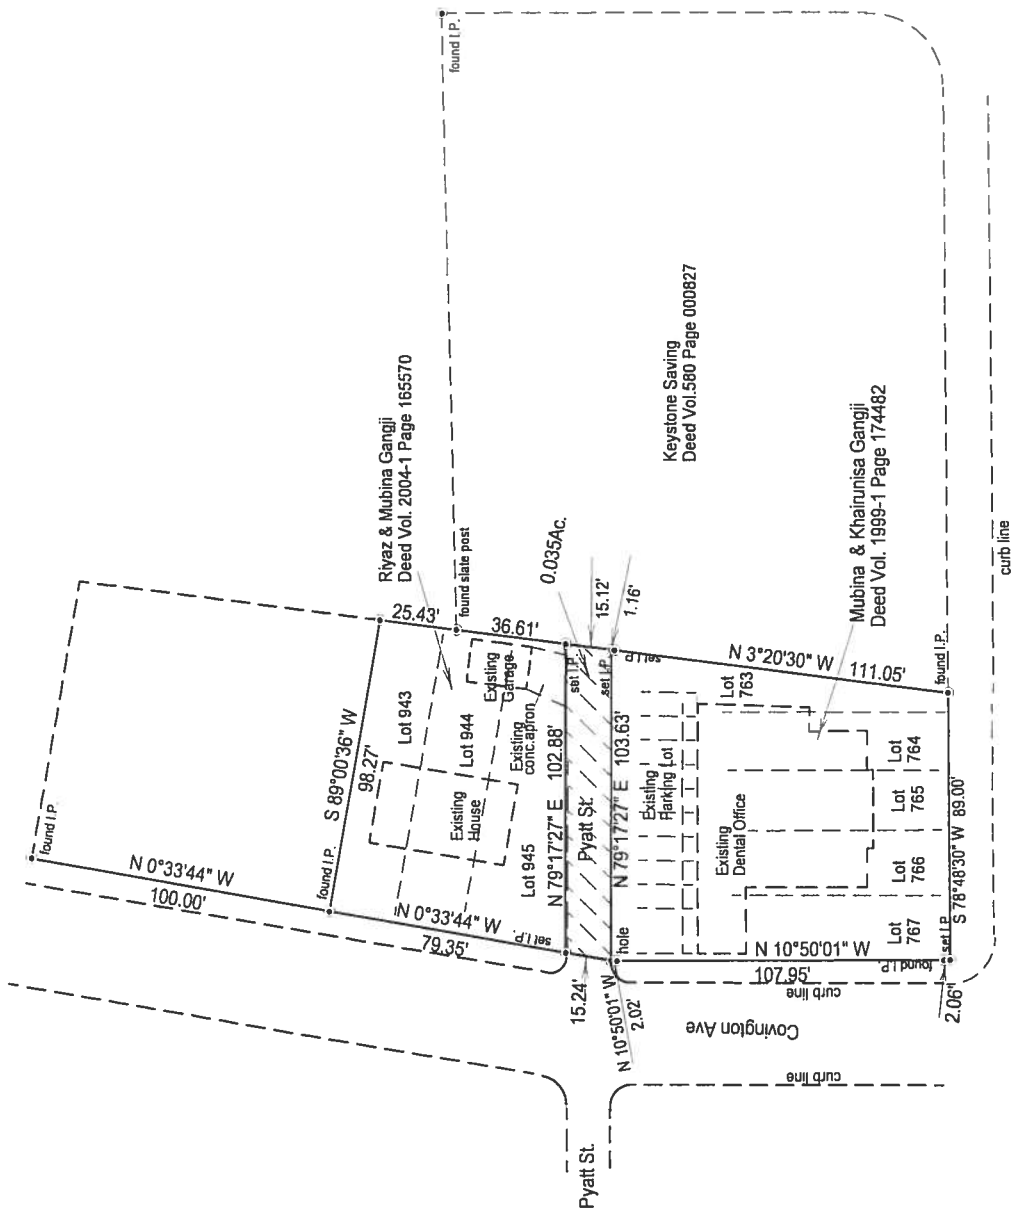 found I.P.
Riyaz & Mubina Gangji
Deed Vol. 2004-1 Page 165570
found slate post
Keystone Saving
Deed Vol.580 Page 000827
0.035Ac.
15.12'
1.16'
Mubina & Khairunisa Gangji
Deed Vol. 1999-1 Page 174482
curb line
found I.P.
N 0°33'44" W
100.00'
found I.P.
S 89°00'36" W
98.27'
25.43'
36.61'
Lot 943
Lot 944
Lot 945
Existing
House
Existing
Garage
Existing
conc.apron
N 0°33'44" W
79.35'
set I.P.
set I.P.
N 79°17'27" E 102.88'
Pyatt St.
15.24'
N 79°17'27" E 103.63'
set I.P.
set I.P.
hole
N 10°50'01" W
2.02'
Existing
Parking Lot
Existing
Dental Office
N 3°20'30" W
111.05'
found I.P.
Lot
763
Lot
764
Lot
765
Lot
766
Lot
767
S 78°48'30" W 89.00'
N 10°50'01" W
107.95'
found I.P.
set I.P.
2.06"
curb line
Covington Ave
curb line
Pyatt St.